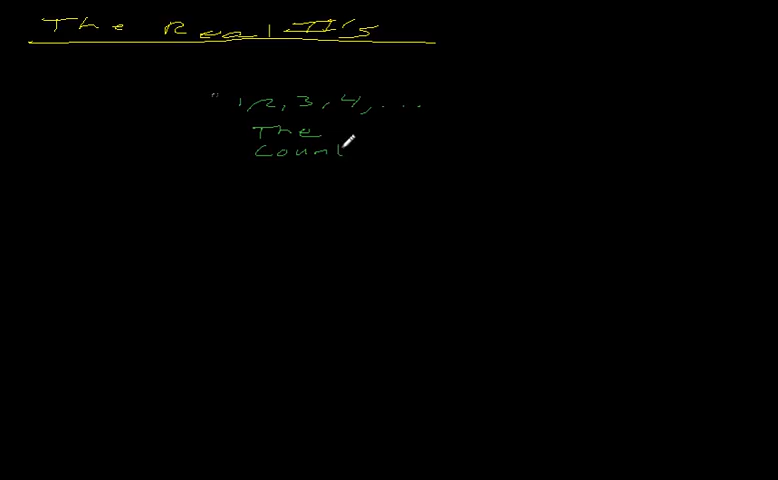 The Real #'s
1, 2, 3, 4, ...
The
Count